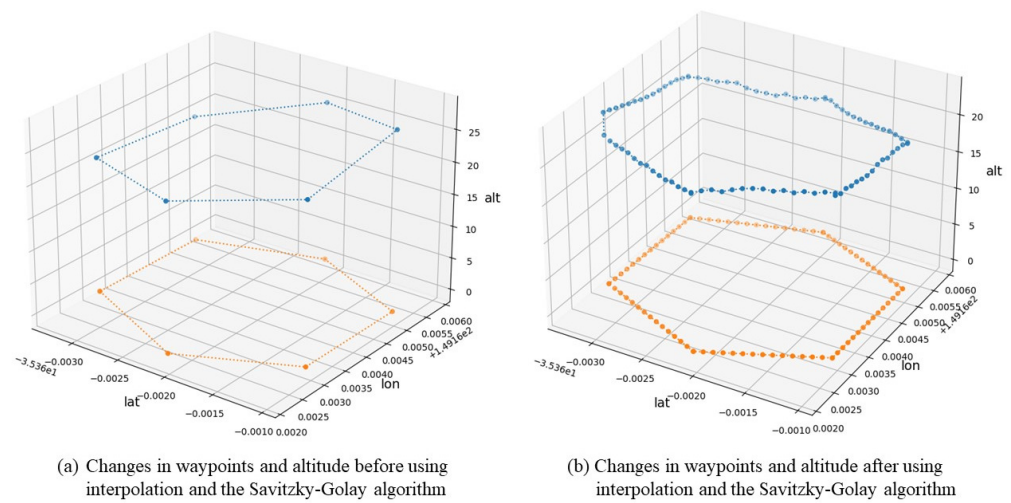 25
20
15
alt
10
5
0
0.0060
0.0055
+1.4916e2
0.0050
0.0045
0.0040
lon
0.0035
0.0030
0.0025
0.0020
−3.536e1
−0.0030
−0.0025
lat
−0.0020
−0.0015
−0.0010
(a) Changes in waypoints and altitude before using
interpolation and the Savitzky-Golay algorithm
20
15
alt
10
5
0
0.0060
0.0055
+1.4916e2
0.0050
0.0045
0.0040
lon
0.0035
0.0030
0.0025
0.0020
−3.536e1
−0.0030
−0.0025
lat
−0.0020
−0.0015
−0.0010
(b) Changes in waypoints and altitude after using
interpolation and the Savitzky-Golay algorithm